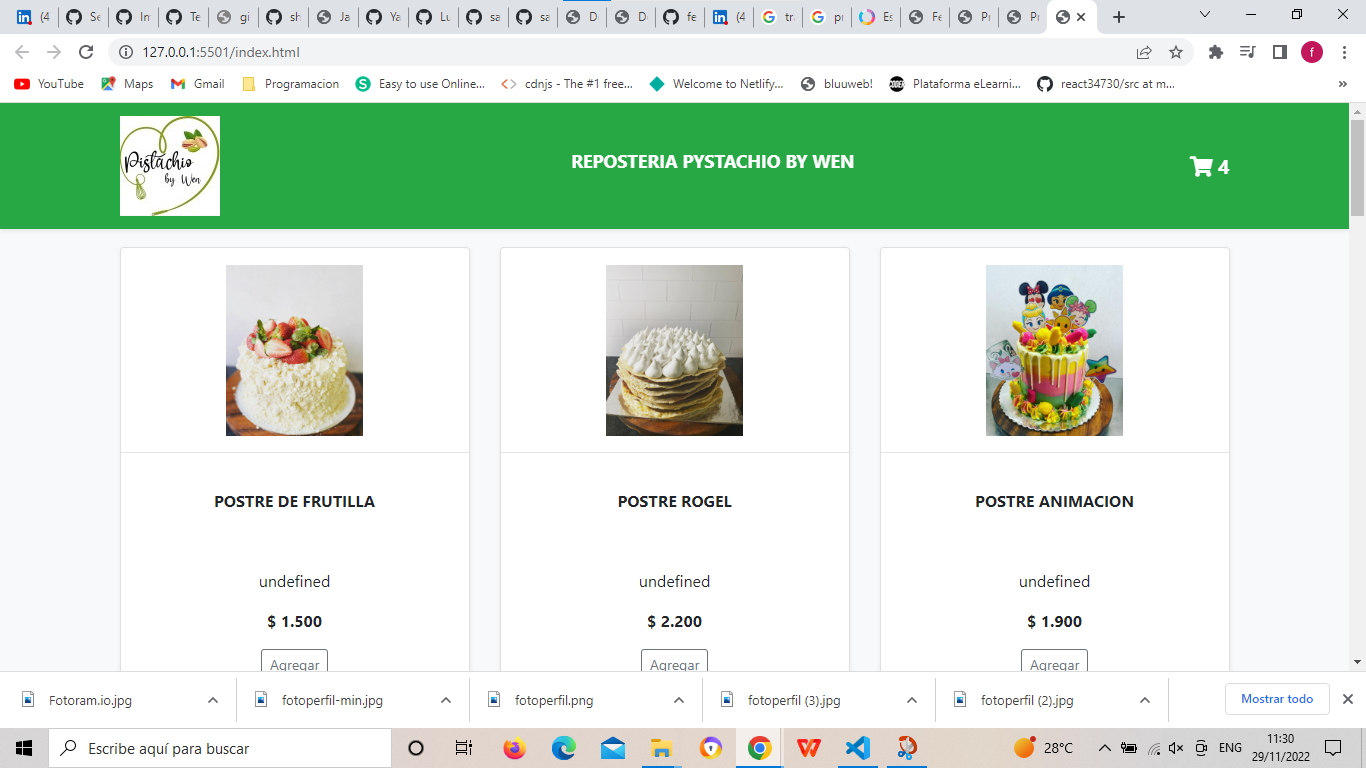 (4
Se
In
Te
gi
sh
Ja
Ya
Lu
sa
sa
D
D
fe
(4
tra
pr
Es
Fe
Pr
Pr
127.0.0.1:5501/index.html
f
YouTube
Maps
Gmail
Programacion
Easy to use Online...
cdnjs - The #1 free...
Welcome to Netlify...
bluuweb!
Plataforma eLearni...
react34730/src at m...
»
Pistachio
by Wen
REPOSTERIA PYSTACHIO BY WEN
4
POSTRE DE FRUTILLA
undefined
$ 1.500
Agregar
POSTRE ROGEL
undefined
$ 2.200
Agregar
POSTRE ANIMACION
undefined
$ 1.900
Agregar
Fotoram.io.jpg
fotoperfil-min.jpg
fotoperfil.png
fotoperfil (3).jpg
fotoperfil (2).jpg
Mostrar todo
Escribe aquí para buscar
28°C
ENG
11:30
29/11/2022